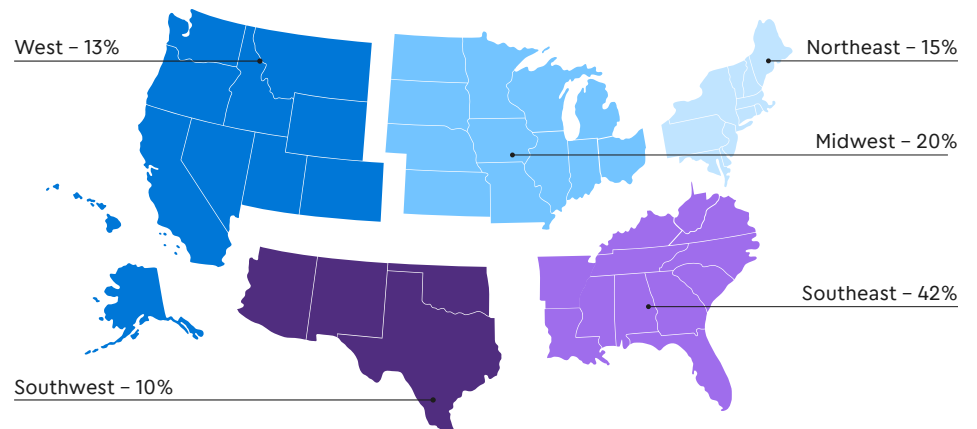 West – 13%
Northeast – 15%
Midwest – 20%
Southeast – 42%
Southwest – 10%